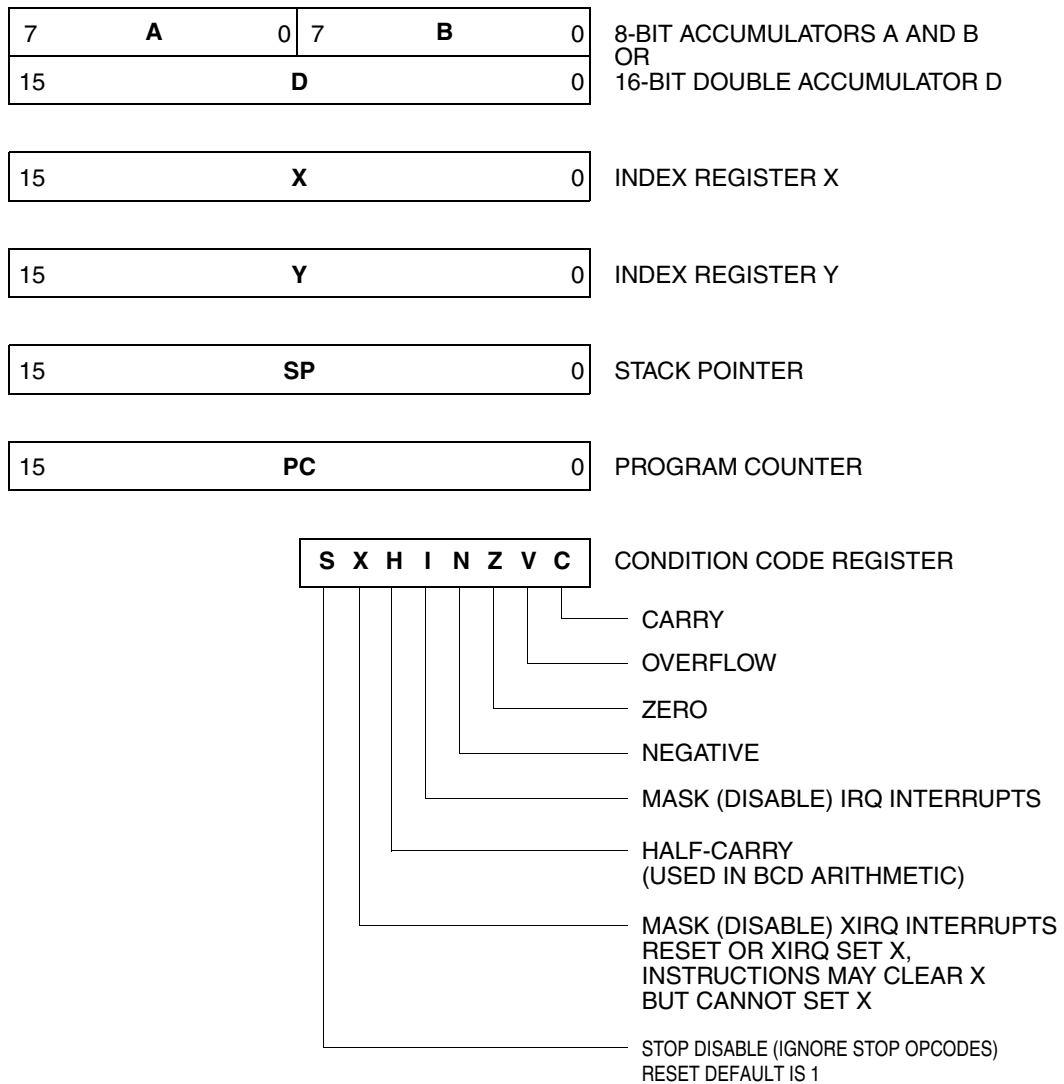 7 A 0 7 B 0 8-BIT ACCUMULATORS A AND B
OR
15 D 0 16-BIT DOUBLE ACCUMULATOR D
15 X 0 INDEX REGISTER X
15 Y 0 INDEX REGISTER Y
15 SP 0 STACK POINTER
15 PC 0 PROGRAM COUNTER
S X H I N Z V C CONDITION CODE REGISTER
CARRY
OVERFLOW
ZERO
NEGATIVE
MASK (DISABLE) IRQ INTERRUPTS
HALF-CARRY
(USED IN BCD ARITHMETIC)
MASK (DISABLE) XIRQ INTERRUPTS
RESET OR XIRQ SET X,
INSTRUCTIONS MAY CLEAR X
BUT CANNOT SET X
STOP DISABLE (IGNORE STOP OPCODES)
RESET DEFAULT IS 1